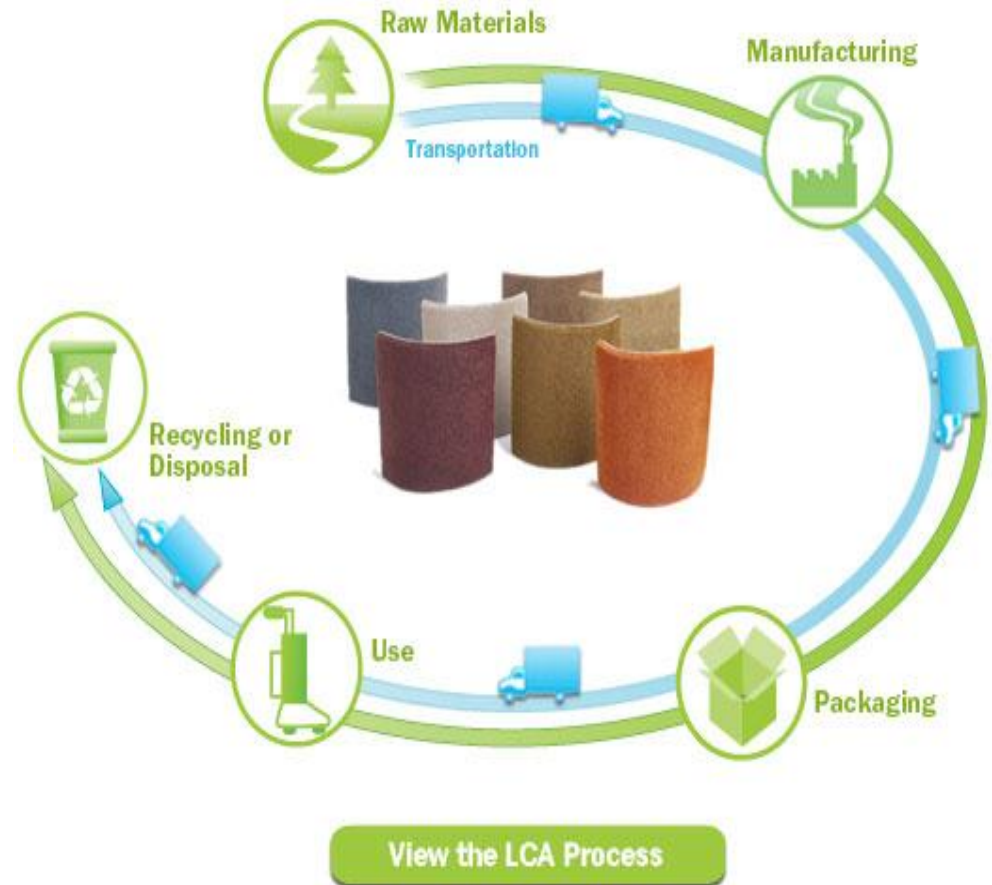 Raw Materials
Manufacturing
Transportation
Recycling or
Disposal
Use
Packaging
View the LCA Process